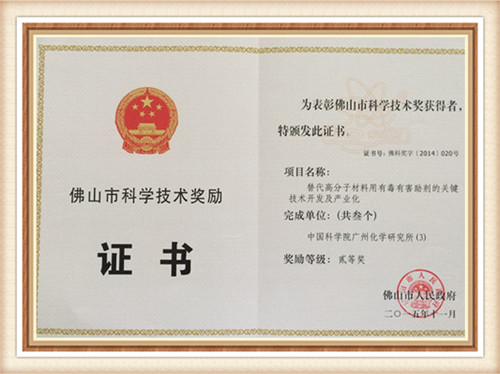 佛山市科学技术奖励
证书
为表彰佛山市科学技术奖获得者，
特颁发此证书。
证书号：佛科奖字〔2014〕020号
项目名称：
替代高分子材料用有毒有害助剂的关键
技术开发及产业化
完成单位：(共叁个)
中国科学院广州化学研究所(3)
奖励等级：贰等奖
佛山市人民政府
二〇一五年十一月